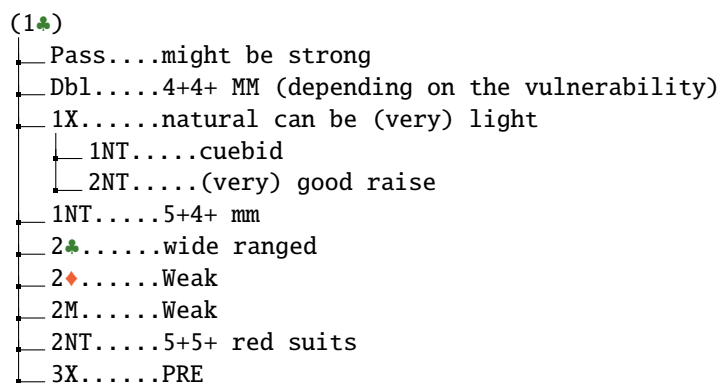 (1♣)
Pass....might be strong
Dbl.....4+4+ MM (depending on the vulnerability)
1X......natural can be (very) light
1NT.....cuebid
2NT.....(very) good raise
1NT.....5+4+ mm
2♣......wide ranged
2♦......Weak
2M......Weak
2NT.....5+5+ red suits
3X......PRE